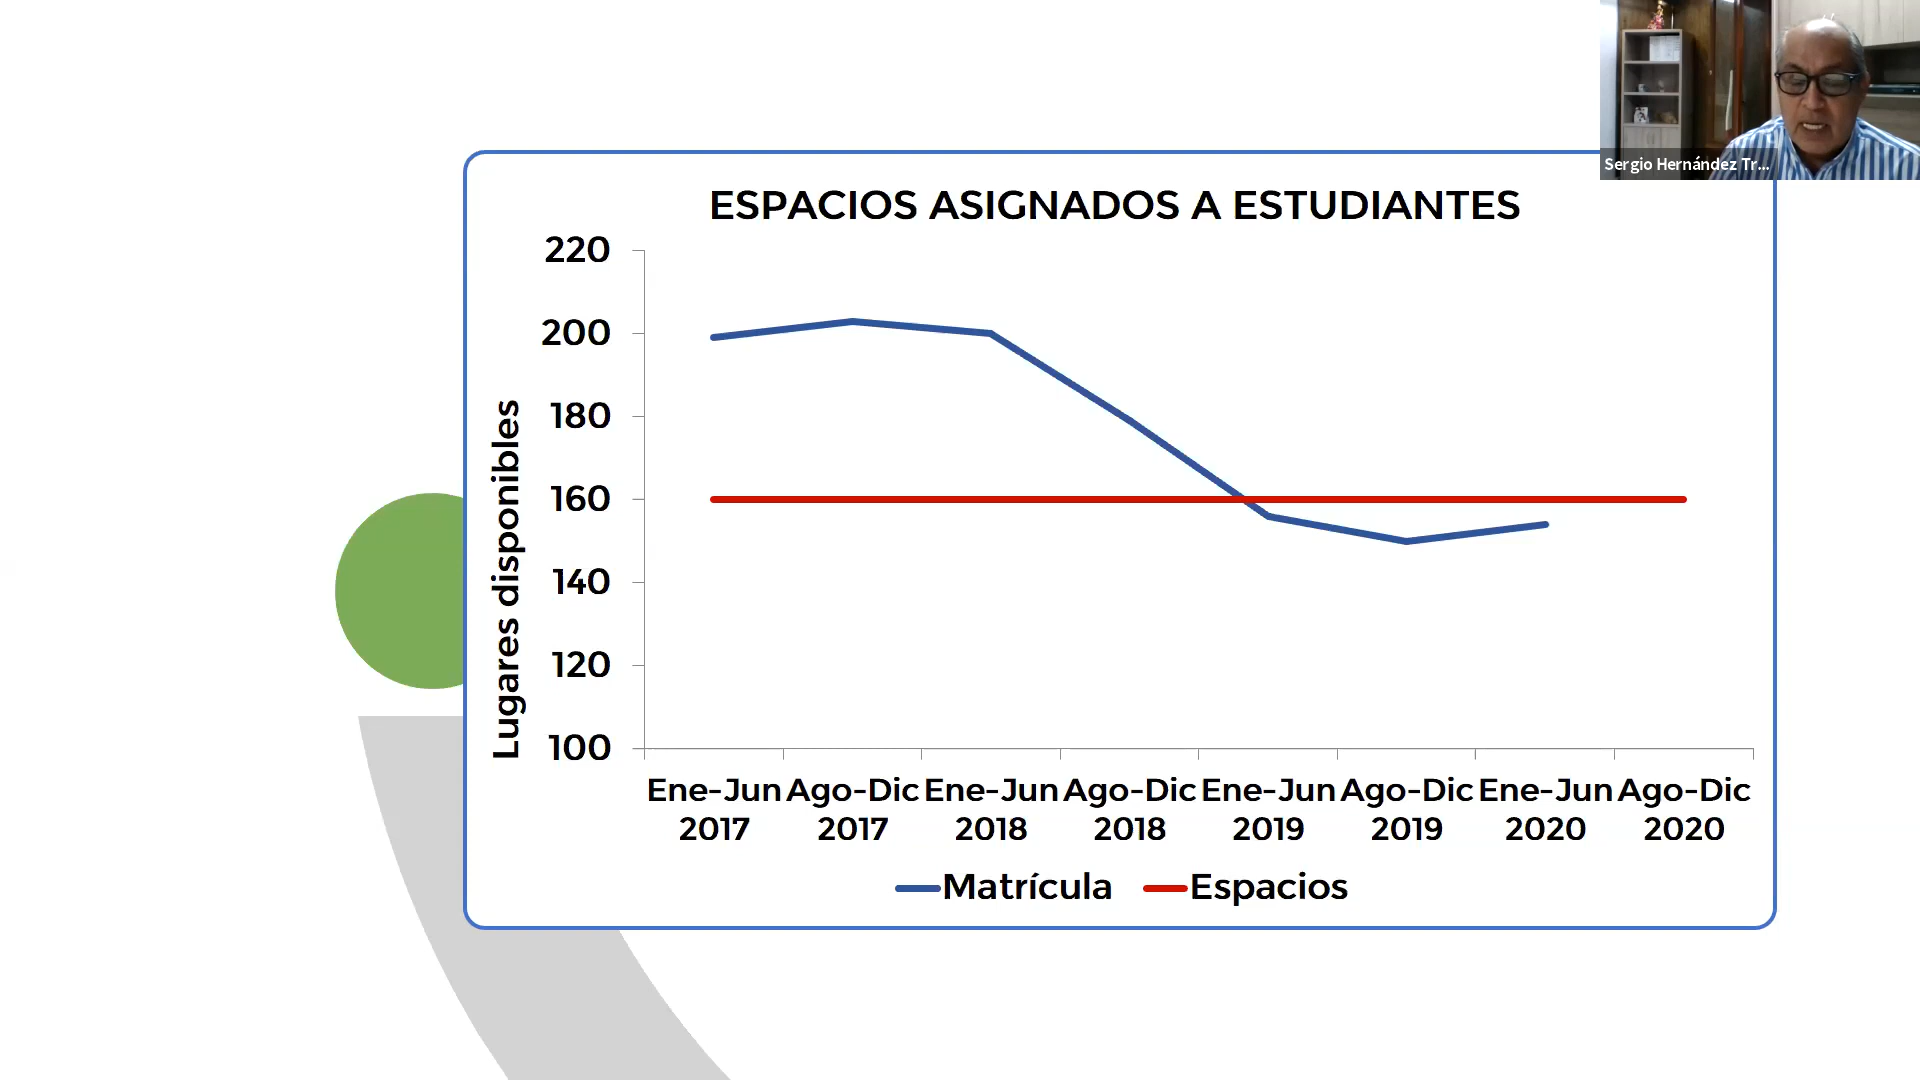 Sergio Hernández Tr...
ESPACIOS ASIGNADOS A ESTUDIANTES
220
200
180
160
140
120
100
Lugares disponibles
Ene-Jun Ago-Dic Ene-Jun Ago-Dic Ene-Jun Ago-Dic Ene-Jun Ago-Dic
2017 2017 2018 2018 2019 2019 2020 2020
Matrícula Espacios